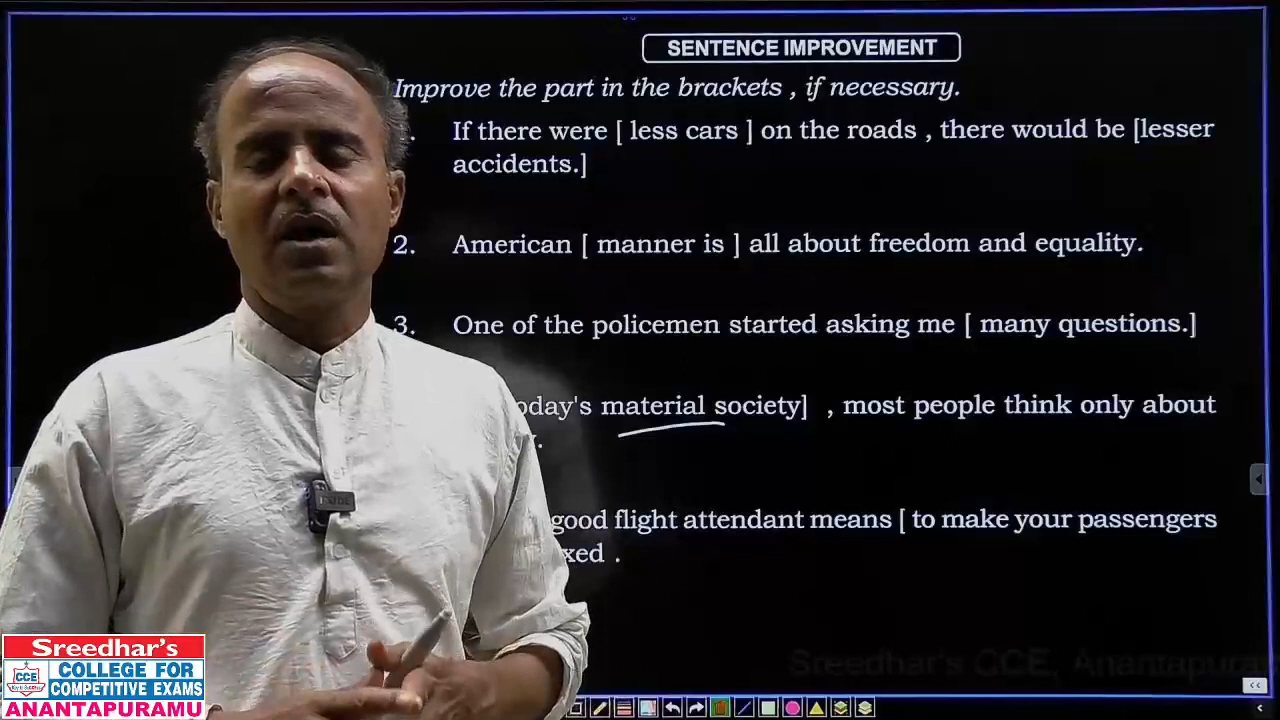 SENTENCE IMPROVEMENT
Improve the part in the brackets , if necessary.
If there were [ less cars ] on the roads , there would be [lesser
accidents.]
2. American [ manner is ] all about freedom and equality.
3. One of the policemen started asking me [ many questions.]
material society] , most people think only about
good flight attendant means [ to make your passengers
.
Sreedhar's
CCE
COLLEGE FOR
COMPETITIVE EXAMS
ANANTAPURAMU
Sreedhar's CCE,